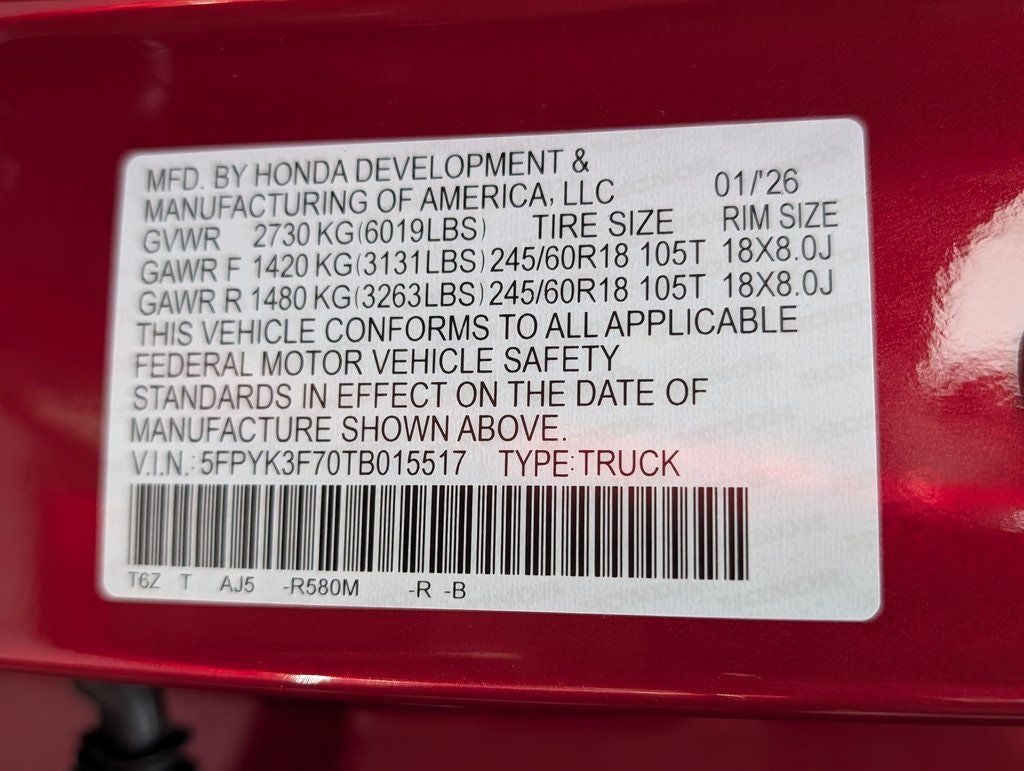 MFD. BY HONDA DEVELOPMENT &
MANUFACTURING OF AMERICA, LLC 01/'26
GVWR 2730 KG(6019LBS) TIRE SIZE RIM SIZE
GAWR F 1420 KG(3131LBS) 245/60R18 105T 18X8.0J
GAWR R 1480 KG(3263LBS) 245/60R18 105T 18X8.0J
THIS VEHICLE CONFORMS TO ALL APPLICABLE
FEDERAL MOTOR VEHICLE SAFETY
STANDARDS IN EFFECT ON THE DATE OF
MANUFACTURE SHOWN ABOVE.
V.I.N.: 5FPYK3F70TB015517 TYPE:TRUCK
T6Z T AJ5 -R580M -R -B